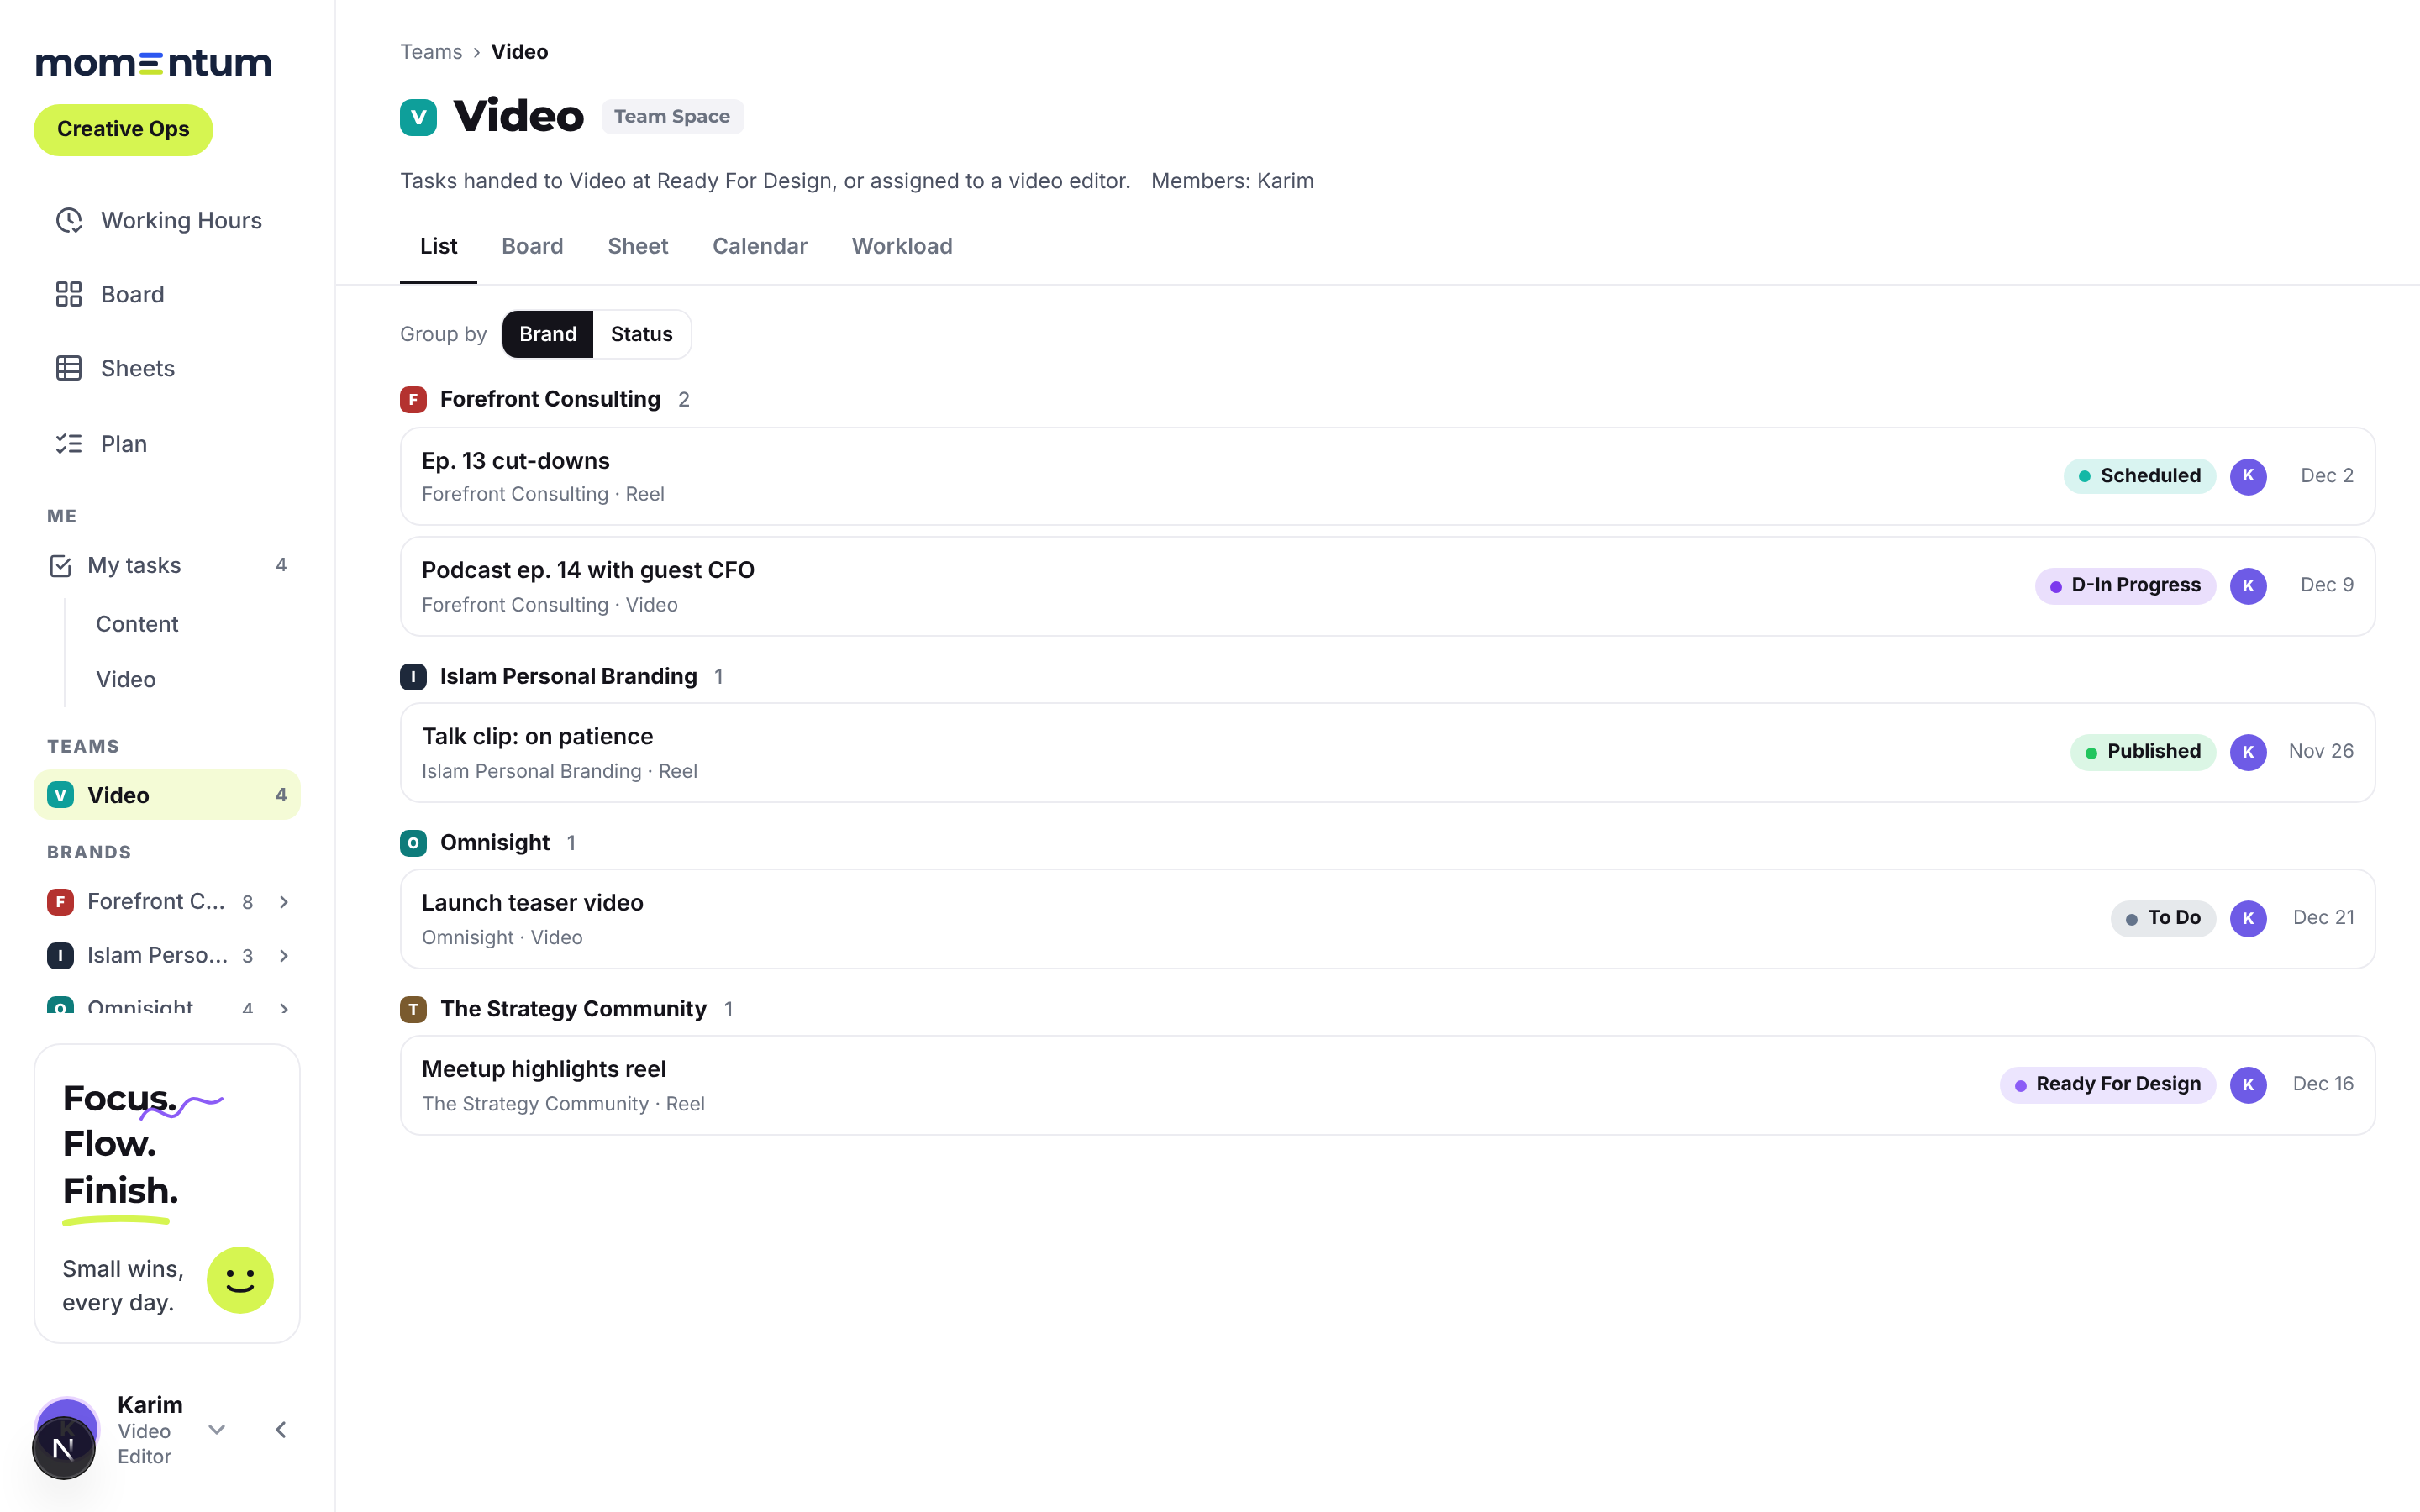 momentum
Creative Ops
Working Hours
Board
Sheets
Plan
ME
My tasks 4
Content
Video
TEAMS
V Video 4
BRANDS
F Forefront C... 8
I Islam Perso... 3
O Omnisight 4
Focus.
Flow.
Finish.
Small wins,
every day.
N
Karim
Video
Editor
Teams › Video
V Video Team Space
Tasks handed to Video at Ready For Design, or assigned to a video editor. Members: Karim
List Board Sheet Calendar Workload
Group by Brand Status
F Forefront Consulting 2
Ep. 13 cut-downs
Forefront Consulting · Reel
Scheduled K Dec 2
Podcast ep. 14 with guest CFO
Forefront Consulting · Video
D-In Progress K Dec 9
I Islam Personal Branding 1
Talk clip: on patience
Islam Personal Branding · Reel
Published K Nov 26
O Omnisight 1
Launch teaser video
Omnisight · Video
To Do K Dec 21
T The Strategy Community 1
Meetup highlights reel
The Strategy Community · Reel
Ready For Design K Dec 16